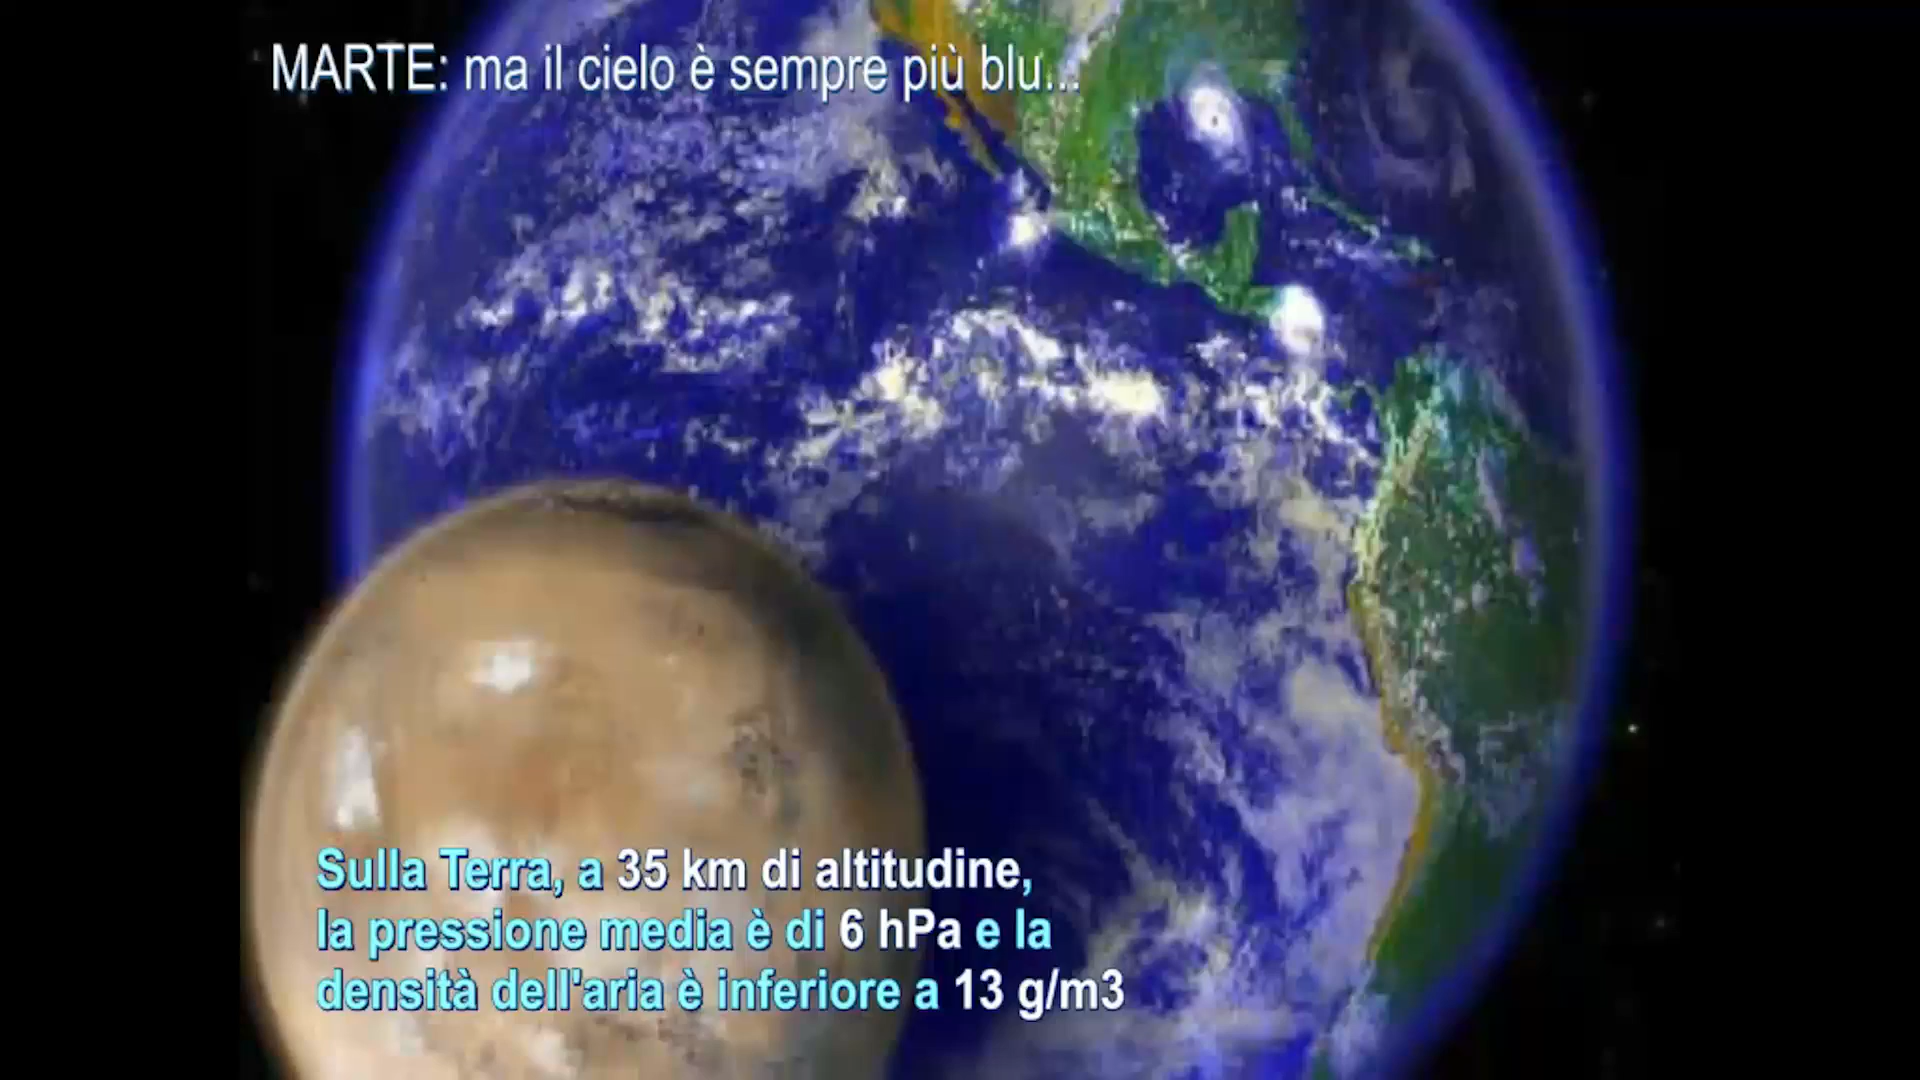 MARTE: ma il cielo è sempre più blu...
Sulla Terra, a 35 km di altitudine,
la pressione media è di 6 hPa e la
densità dell'aria è inferiore a 13 g/m3